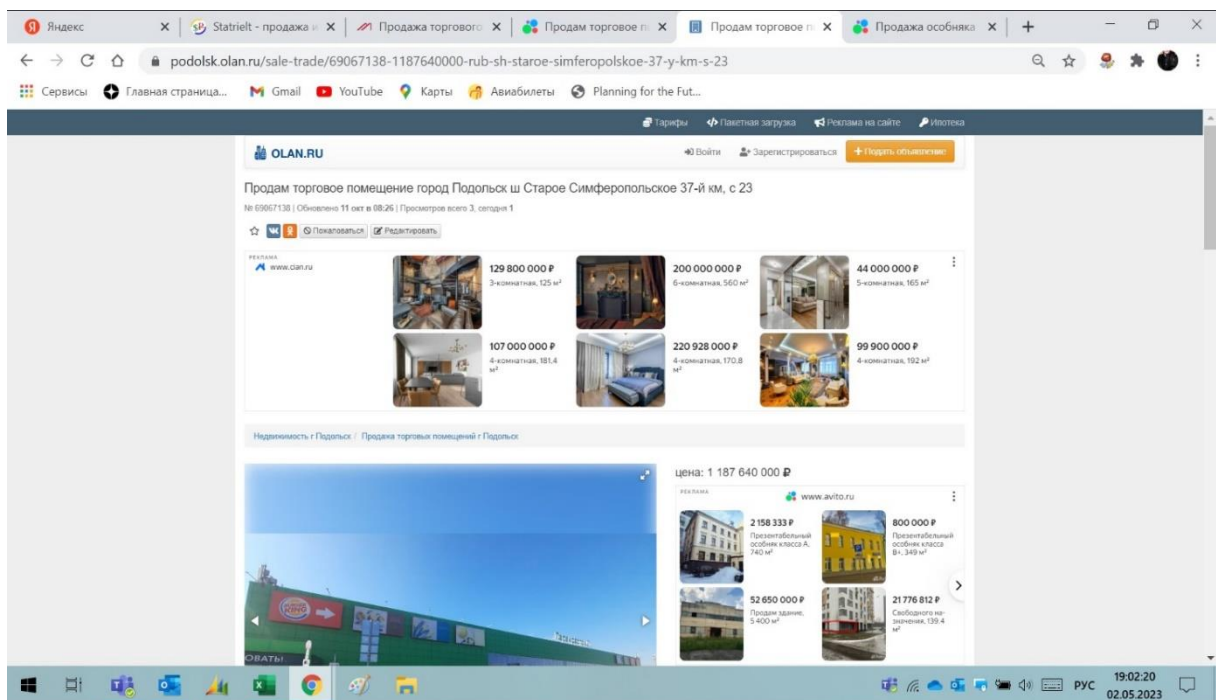 Яндекс
Statrielt - продажа и
Продажа торгового
Продам торговое п
Продам торговое п
Продажа особняка
podolsk.olan.ru/sale-trade/69067138-1187640000-rub-sh-staroe-simferopolskoe-37-y-km-s-23
Сервисы
Главная страница...
Gmail
YouTube
Карты
Авиабилеты
Planning for the Fut...
Тарифы
Пакетная загрузка
Реклама на сайте
Ипотека
OLAN.RU
Войти
Зарегистрироваться
+ Подать объявление
Продам торговое помещение город Подольск ш Старое Симферопольское 37-й км, с 23
№ 69067138 | Обновлено 11 окт в 08:26 | Просмотров всего 3, сегодня 1
Пожаловаться
Редактировать
РЕКЛАМА
www.cian.ru
129 800 000 ₽
3-комнатная, 125 м²
200 000 000 ₽
6-комнатная, 560 м²
44 000 000 ₽
5-комнатная, 165 м²
107 000 000 ₽
4-комнатная, 181.4
м²
220 928 000 ₽
4-комнатная, 170.8
м²
99 900 000 ₽
4-комнатная, 192 м²
Недвижимость г Подольск / Продажа торговых помещений г Подольск
цена: 1 187 640 000 ₽
РЕКЛАМА
www.avito.ru
2 158 333 ₽
Презентабельный
особняк класса А,
740 м²
800 000 ₽
Презентабельный
особняк класса
В+, 349 м²
52 650 000 ₽
Продам здание,
5 400 м²
21 776 812 ₽
Свободного на-
значения, 139.4
м²
BURGER
KING
ОВАТЬ!
РУС
19:02:20
02.05.2023